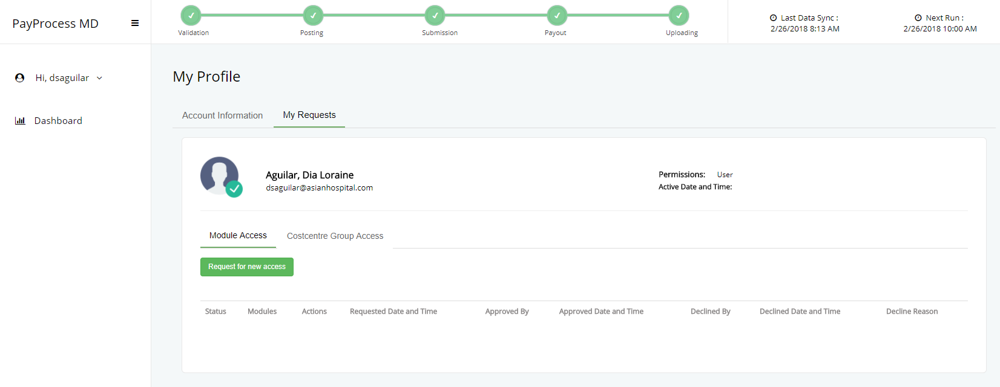 PayProcess MD
Validation
Posting
Submission
Payout
Uploading
Last Data Sync :
2/26/2018 8:13 AM
Next Run :
2/26/2018 10:00 AM
Hi, dsaguilar
Dashboard
My Profile
Account Information
My Requests
Aguilar, Dia Loraine
dsaguilar@asianhospital.com
Permissions: User
Active Date and Time:
Module Access
Costcentre Group Access
Request for new access
Status Modules Actions Requested Date and Time Approved By Approved Date and Time Declined By Declined Date and Time Decline Reason